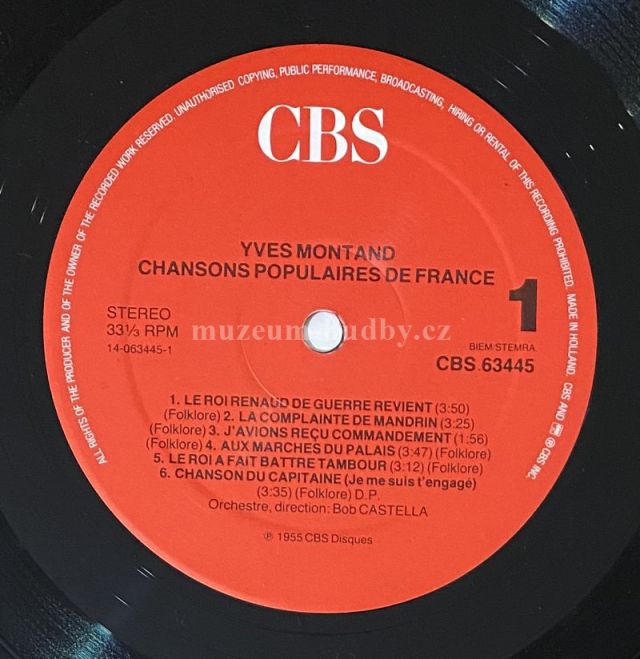 ALL RIGHTS OF THE PRODUCER AND OF THE OWNER OF THE RECORDED WORK RESERVED. UNAUTHORISED COPYING, PUBLIC PERFORMANCE, BROADCASTING, HIRING OR RENTAL OF THIS RECORDING PROHIBITED. MADE IN HOLLAND. CBS AND ℗ CBS INC.
CBS
YVES MONTAND
CHANSONS POPULAIRES DE FRANCE
1
STEREO
33⅓ RPM
14-063445-1
muzeumhudby.cz
BIEM/STEMRA
CBS 63445
1. LE ROI RENAUD DE GUERRE REVIENT (3:50)
(Folklore) 2. LA COMPLAINTE DE MANDRIN (3:25)
(Folklore) 3. J'AVIONS REÇU COMMANDEMENT (1:56)
(Folklore) 4. AUX MARCHES DU PALAIS (3:47) (Folklore)
5. LE ROI A FAIT BATTRE TAMBOUR (3:12) (Folklore)
6. CHANSON DU CAPITAINE (Je me suis t'engagé)
(3:35) (Folklore) D.P.
Orchestre, direction: Bob CASTELLA
℗ 1955 CBS Disques